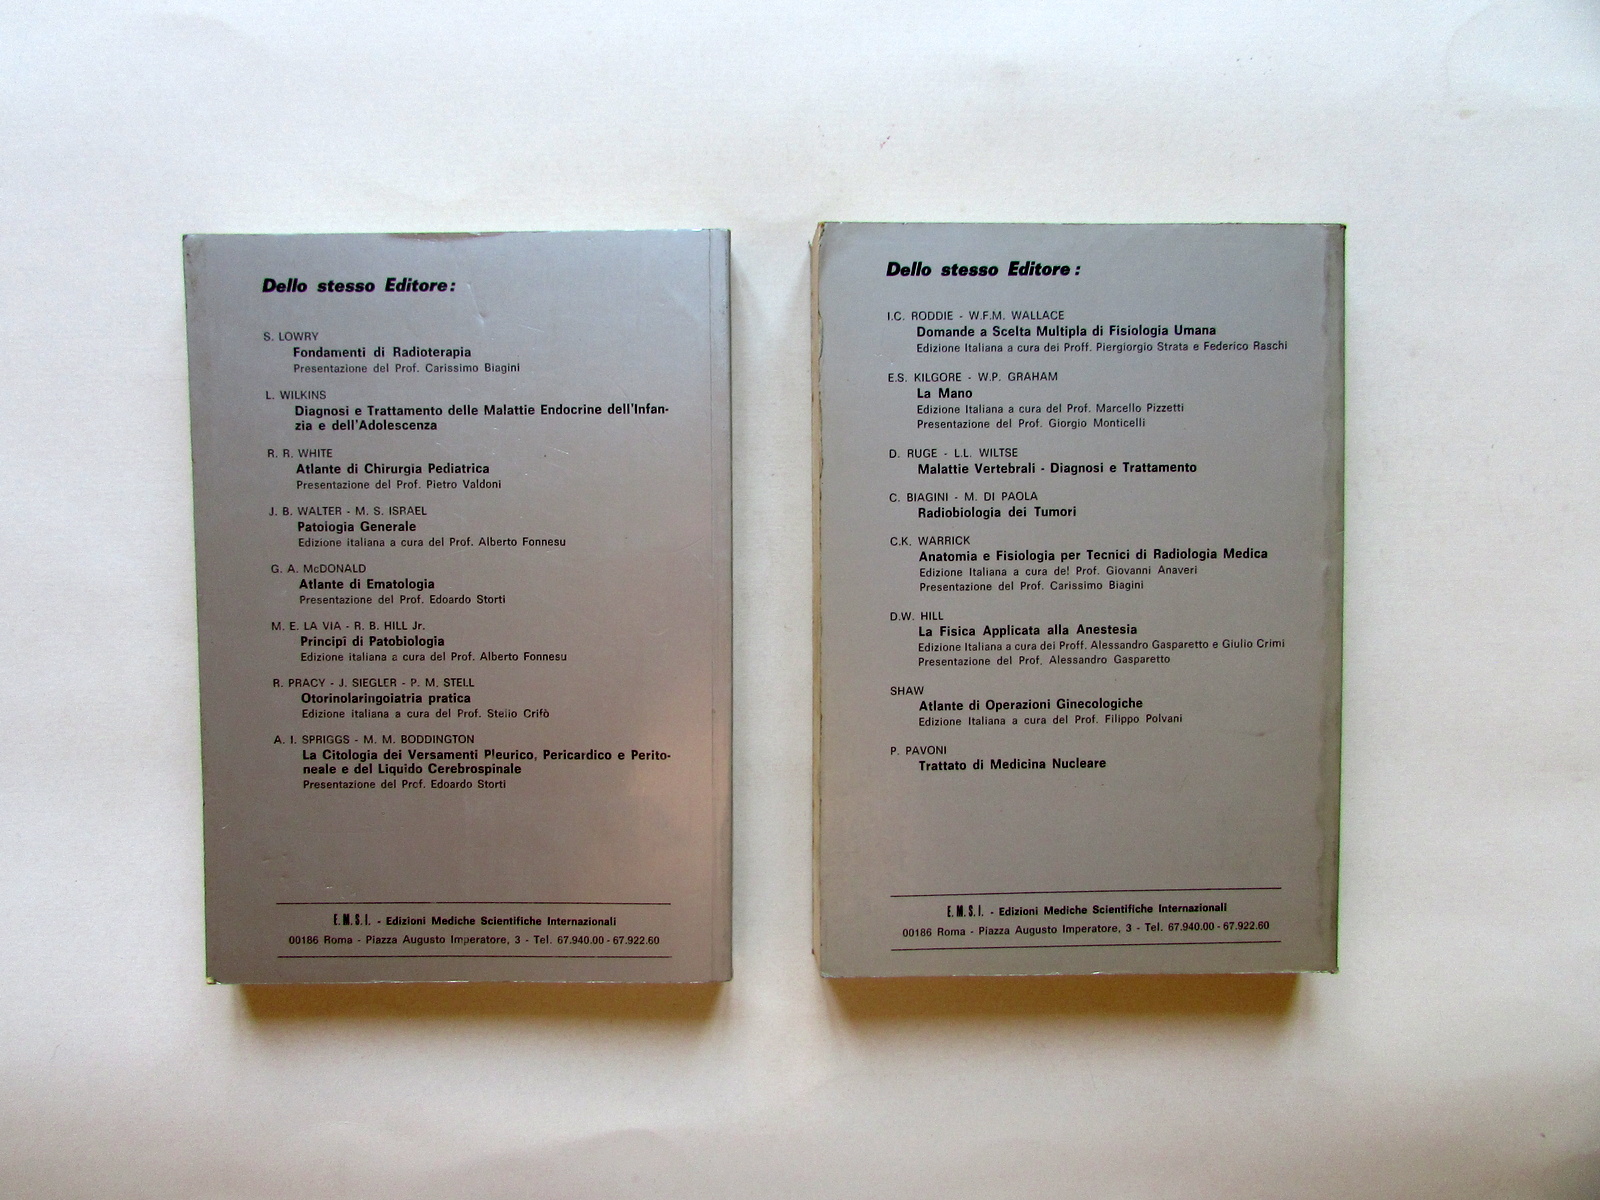 Dello stesso Editore:
S. LOWRY
Fondamenti di Radioterapia
Presentazione del Prof. Carissimo Biagini
L. WILKINS
Diagnosi e Trattamento delle Malattie Endocrine dell'Infan-
zia e dell'Adolescenza
R. R. WHITE
Atlante di Chirurgia Pediatrica
Presentazione del Prof. Pietro Valdoni
J. B. WALTER - M. S. ISRAEL
Patologia Generale
Edizione italiana a cura del Prof. Alberto Fonnesu
G. A. McDONALD
Atlante di Ematologia
Presentazione del Prof. Edoardo Storti
M. E. LA VIA - R. B. HILL Jr.
Principi di Patobiologia
Edizione italiana a cura del Prof. Alberto Fonnesu
R. PRACY - J. SIEGLER - P. M. STELL
Otorinolaringoiatria pratica
Edizione italiana a cura del Prof. Stelio Crifò
A. I. SPRIGGS - M. M. BODDINGTON
La Citologia dei Versamenti Pleurico, Pericardico e Perito-
neale e del Liquido Cerebrospinale
Presentazione del Prof. Edoardo Storti
E.M.S.I. - Edizioni Mediche Scientifiche Internazionali
00186 Roma - Piazza Augusto Imperatore, 3 - Tel. 67.940.00 - 67.922.60
Dello stesso Editore:
I.C. RODDIE - W.F.M. WALLACE
Domande a Scelta Multipla di Fisiologia Umana
Edizione Italiana a cura dei Proff. Piergiorgio Strata e Federico Raschi
E.S. KILGORE - W.P. GRAHAM
La Mano
Edizione Italiana a cura del Prof. Marcello Pizzetti
Presentazione del Prof. Giorgio Monticelli
D. RUGE - L.L. WILTSE
Malattie Vertebrali - Diagnosi e Trattamento
C. BIAGINI - M. DI PAOLA
Radiobiologia dei Tumori
C.K. WARRICK
Anatomia e Fisiologia per Tecnici di Radiologia Medica
Edizione Italiana a cura del Prof. Giovanni Anaveri
Presentazione del Prof. Carissimo Biagini
D.W. HILL
La Fisica Applicata alla Anestesia
Edizione Italiana a cura dei Proff. Alessandro Gasparetto e Giulio Crimi
Presentazione del Prof. Alessandro Gasparetto
SHAW
Atlante di Operazioni Ginecologiche
Edizione Italiana a cura del Prof. Filippo Polvani
P. PAVONI
Trattato di Medicina Nucleare
E.M.S.I. - Edizioni Mediche Scientifiche Internazionali
00186 Roma - Piazza Augusto Imperatore, 3 - Tel. 67.940.00 - 67.922.60